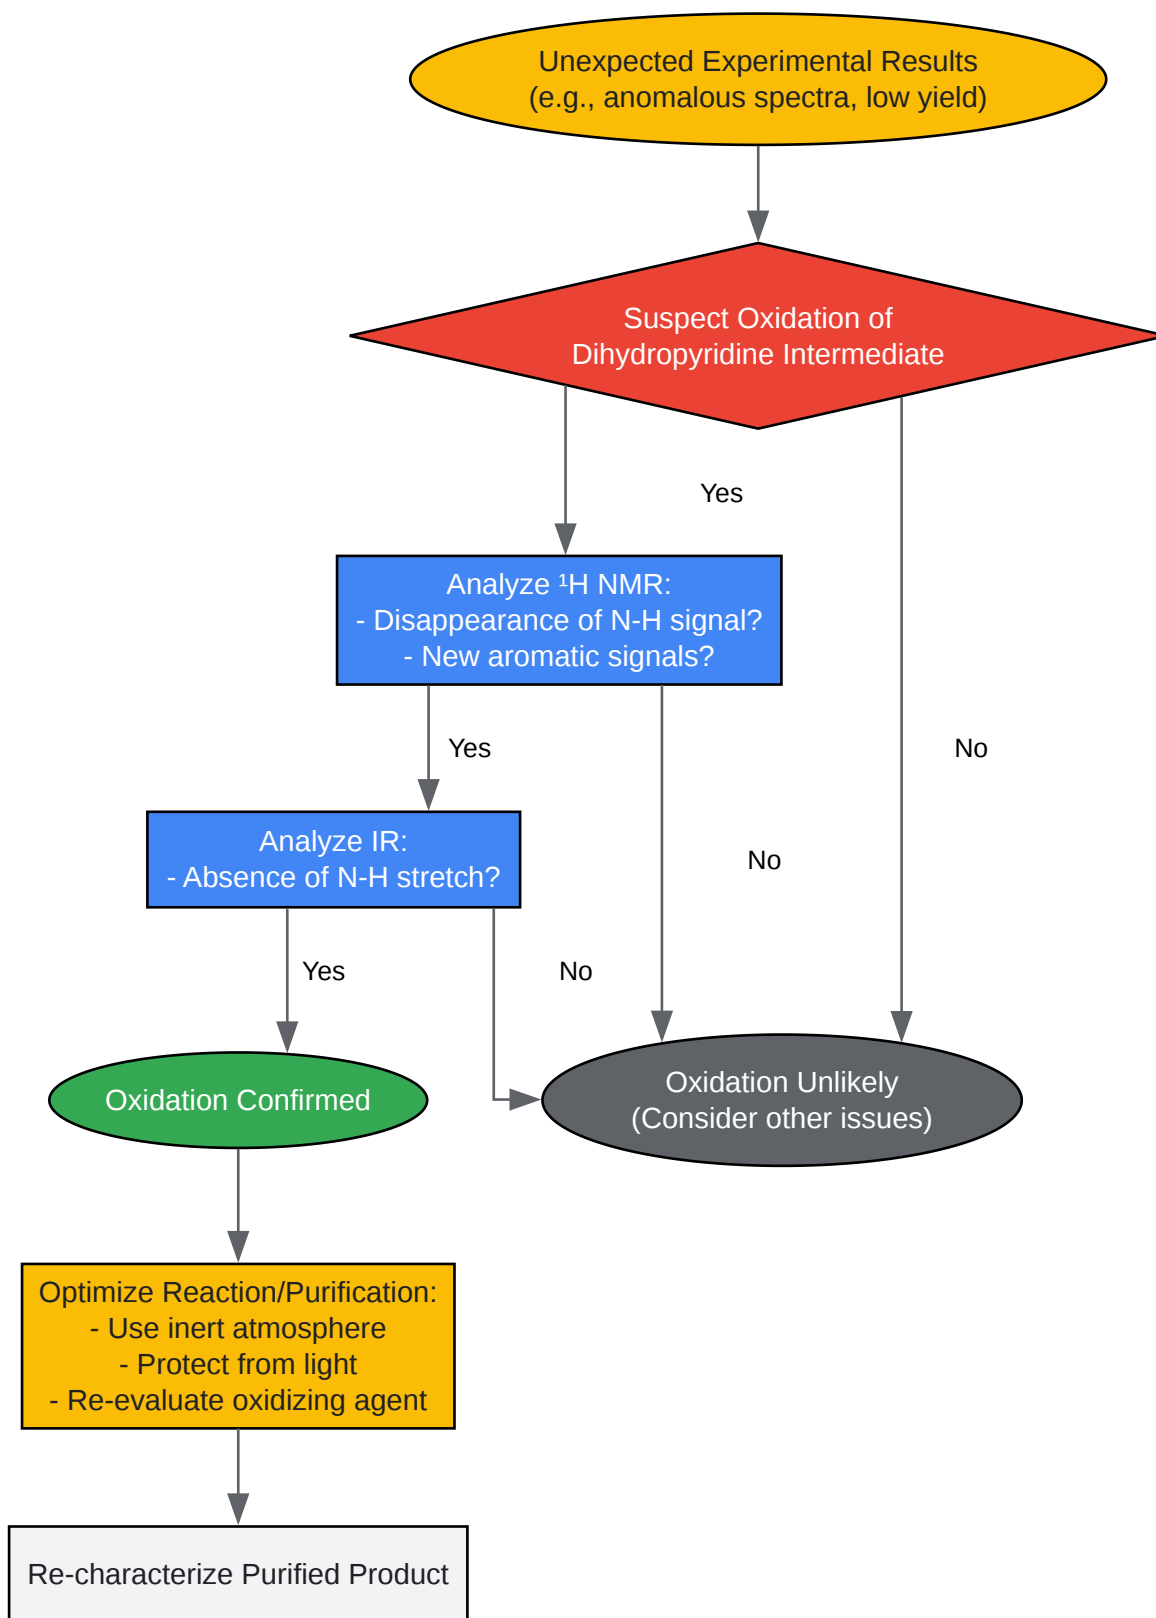 Unexpected Experimental Results
(e.g., anomalous spectra, low yield)
Suspect Oxidation of
Dihydropyridine Intermediate
Yes
Analyze ¹H NMR:
- Disappearance of N-H signal?
- New aromatic signals?
Yes
No
Analyze IR:
- Absence of N-H stretch?
No
Yes
No
Oxidation Confirmed
Oxidation Unlikely
(Consider other issues)
Optimize Reaction/Purification:
- Use inert atmosphere
- Protect from light
- Re-evaluate oxidizing agent
Re-characterize Purified Product